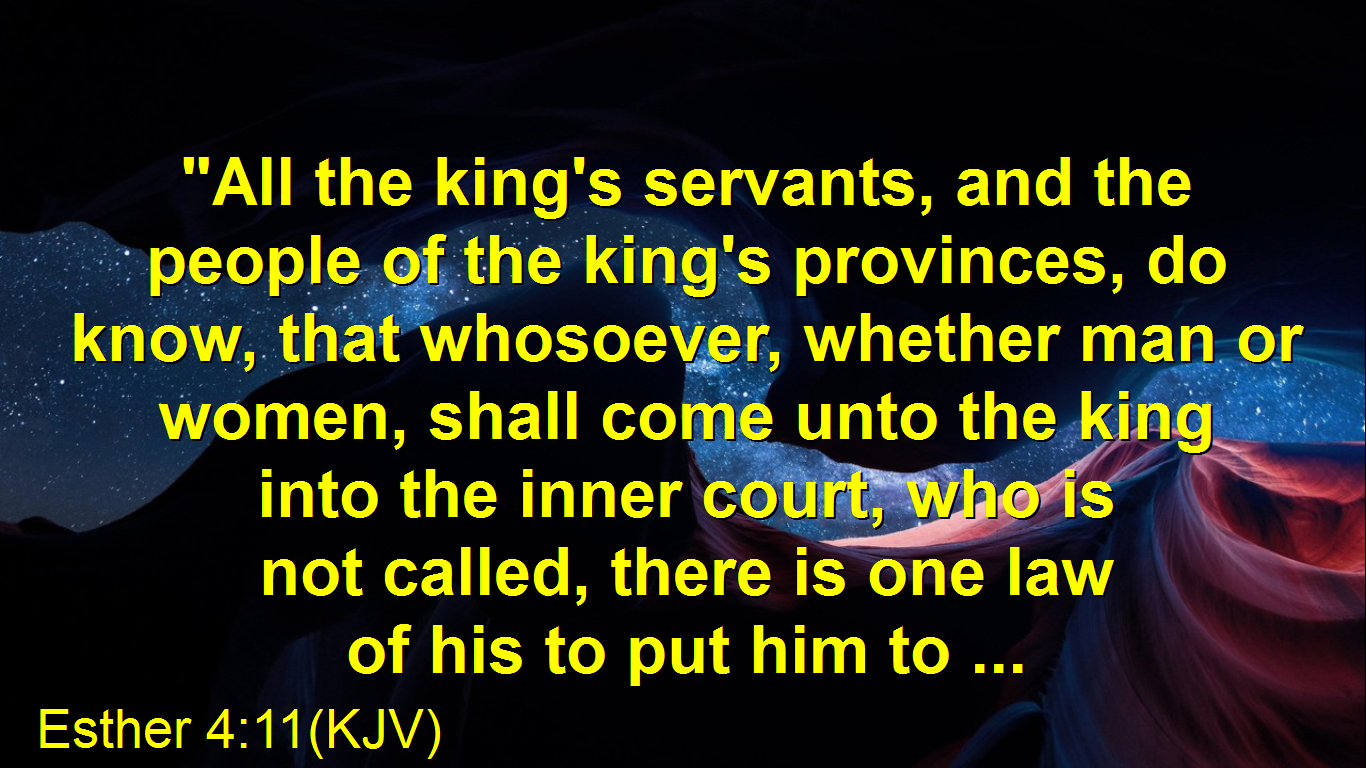 "All the king's servants, and the
people of the king's provinces, do
know, that whosoever, whether man or
women, shall come unto the king
into the inner court, who is
not called, there is one law
of his to put him to ...
Esther 4:11(KJV)